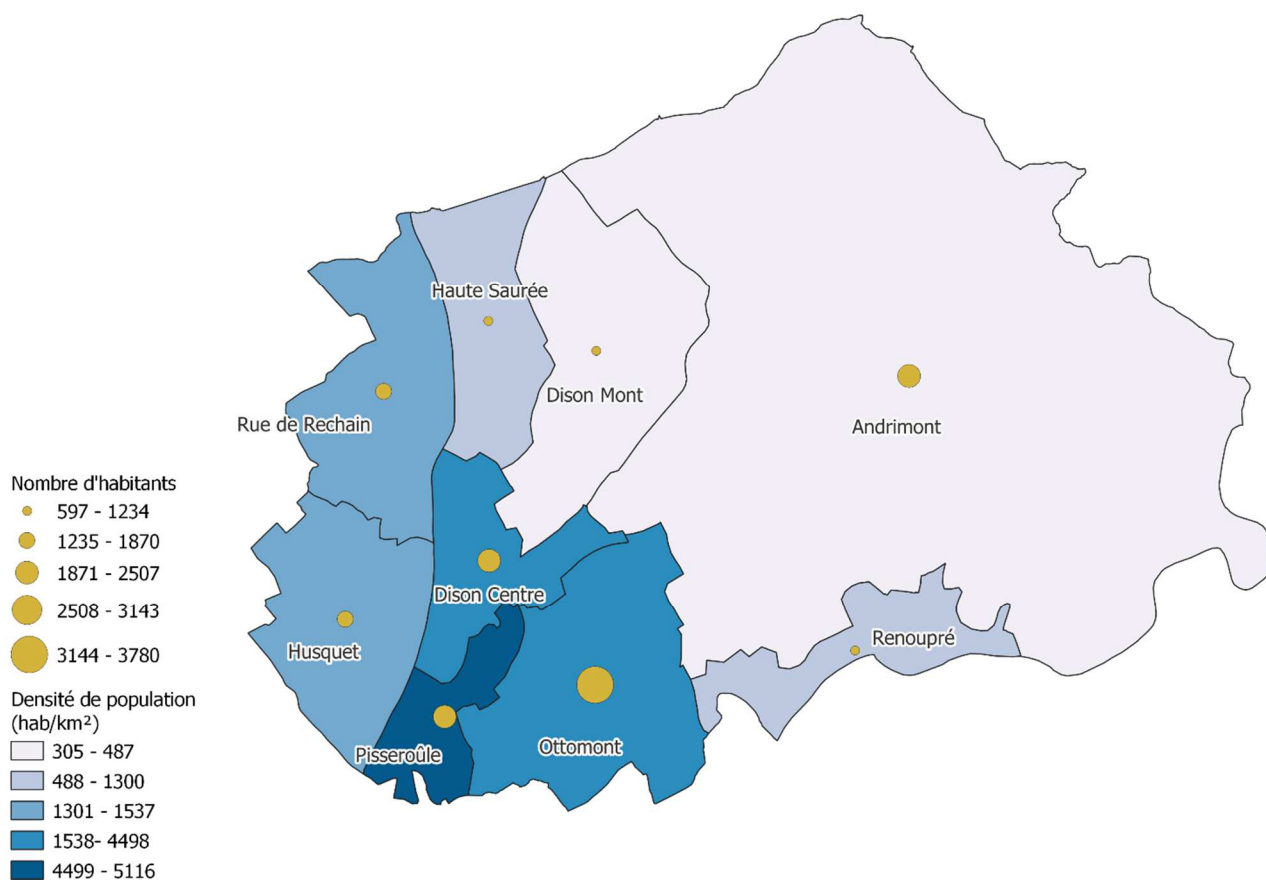 Haute Saurée
Dison Mont
Rue de Rechain
Andrimont
Dison Centre
Husquet
Renoupré
Pisseroûle
Ottomont
Nombre d'habitants
597 - 1234
1235 - 1870
1871 - 2507
2508 - 3143
3144 - 3780
Densité de population
(hab/km²)
305 - 487
488 - 1300
1301 - 1537
1538- 4498
4499 - 5116